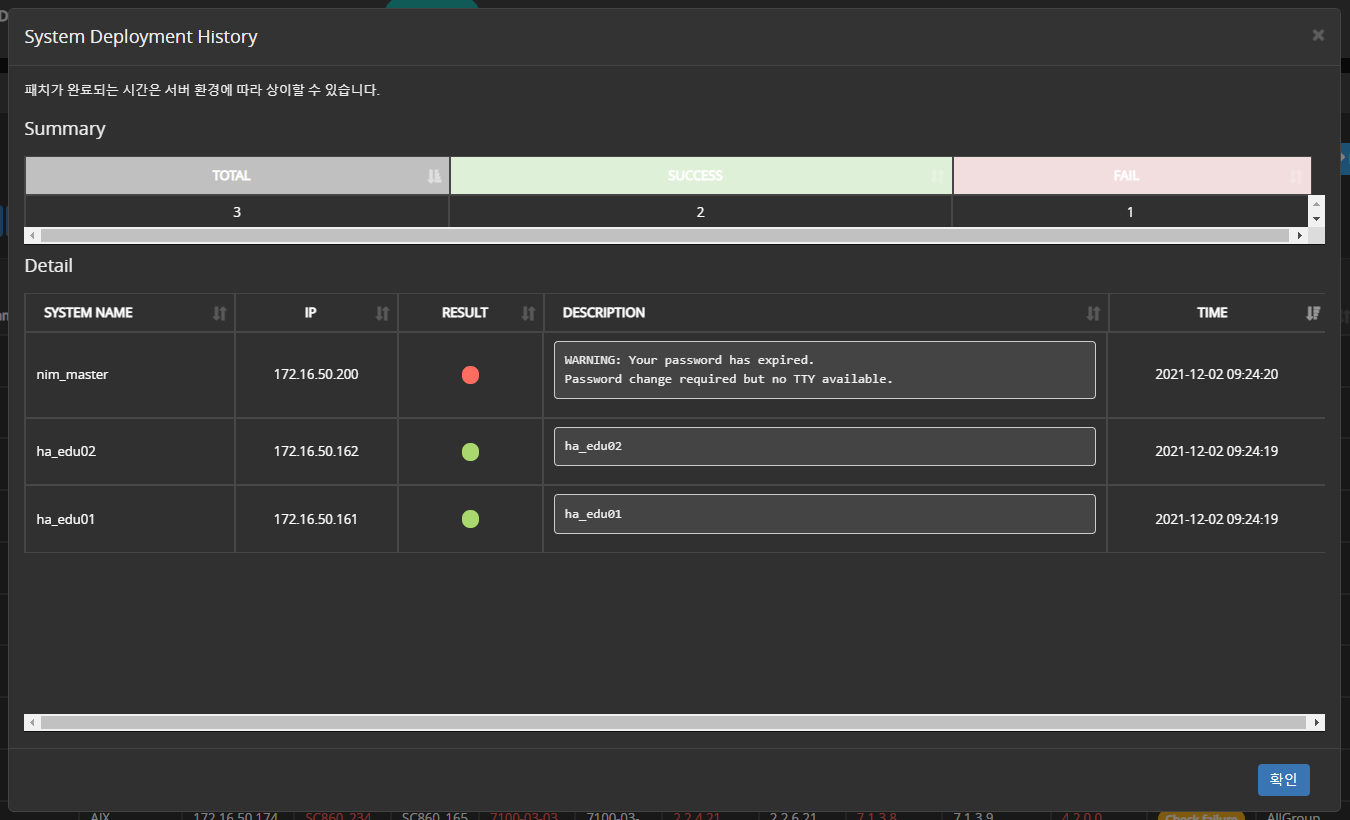 System Deployment History
패치가 완료되는 시간은 서버 환경에 따라 상이할 수 있습니다.
Summary
TOTAL SUCCESS FAIL
3 2 1
Detail
SYSTEM NAME IP RESULT DESCRIPTION TIME
nim_master 172.16.50.200 WARNING: Your password has expired.
Password change required but no TTY available. 2021-12-02 09:24:20
ha_edu02 172.16.50.162 ha_edu02 2021-12-02 09:24:19
ha_edu01 172.16.50.161 ha_edu01 2021-12-02 09:24:19
확인
AIX 172.16.50.174 SC860_234 SC860_165 7100-03-03 7100-03- 2.2.4.21 2.2.6.21 7.1.3.8 7.1.3.9 4.2.0.0 Check failure AllGroup